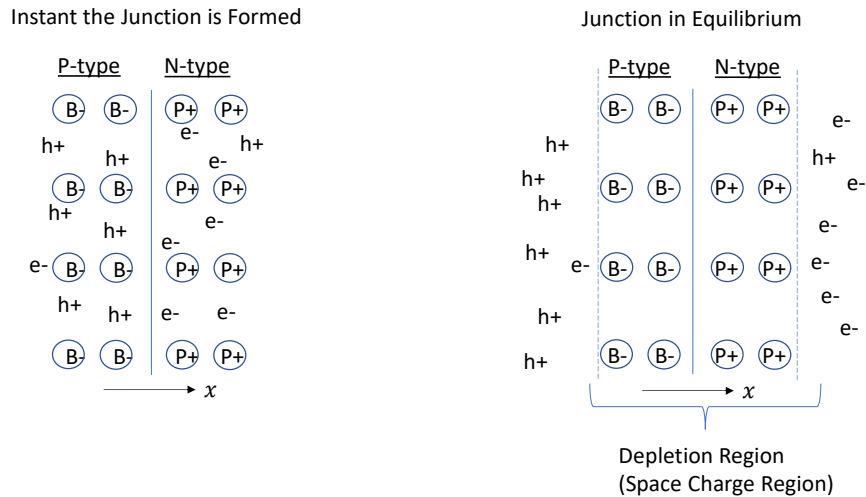 Instant the Junction is Formed
P-type N-type
B- B- P+ P+
e-
h+ h+
h+ e-
B- B- P+ P+
h+ e-
h+ e-
e- B- B- P+ P+
h+ h+ e- e-
B- B- P+ P+
x
Junction in Equilibrium
P-type N-type
B- B- P+ P+ e-
h+ h+
h+ B- B- P+ P+ e-
h+
e-
h+
e- B- B- P+ P+ e-
e-
h+ e-
h+ B- B- P+ P+
x
Depletion Region
(Space Charge Region)